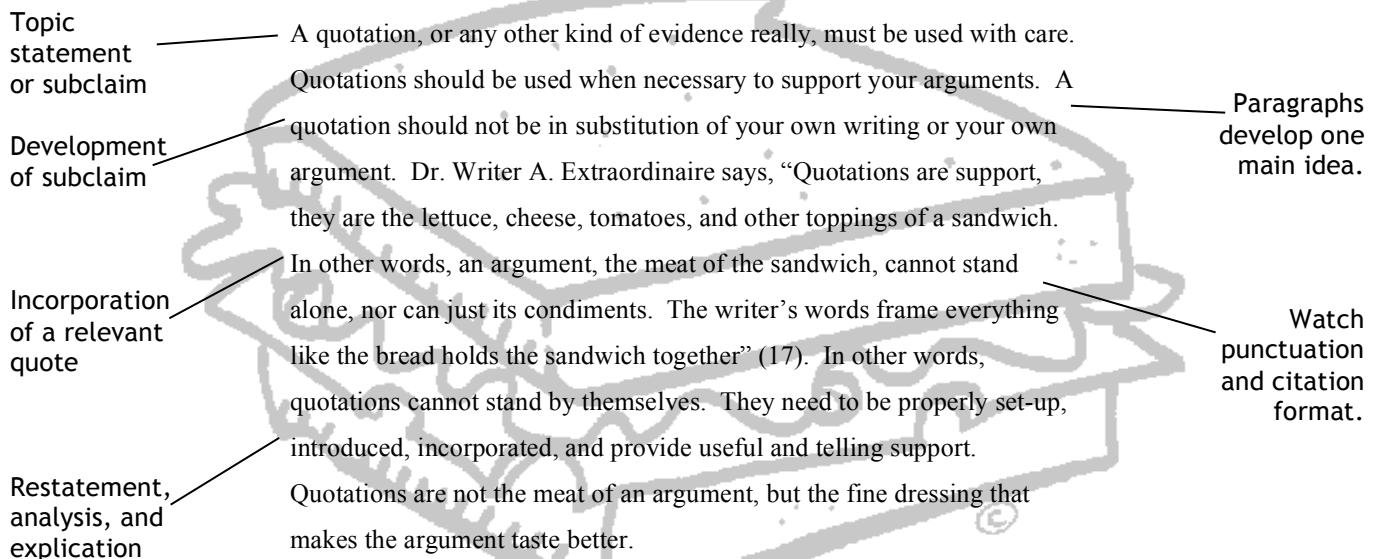 Topic
statement
or subclaim
Development
of subclaim
Incorporation
of a relevant
quote
Restatement,
analysis, and
explication
A quotation, or any other kind of evidence really, must be used with care.
Quotations should be used when necessary to support your arguments.  A
quotation should not be in substitution of your own writing or your own
argument.  Dr. Writer A. Extraordinaire says, “Quotations are support,
they are the lettuce, cheese, tomatoes, and other toppings of a sandwich.
In other words, an argument, the meat of the sandwich, cannot stand
alone, nor can just its condiments.  The writer’s words frame everything
like the bread holds the sandwich together” (17).  In other words,
quotations cannot stand by themselves.  They need to be properly set-up,
introduced, incorporated, and provide useful and telling support.
Quotations are not the meat of an argument, but the fine dressing that
makes the argument taste better.
Paragraphs
develop one
main idea.
Watch
punctuation
and citation
format.
©